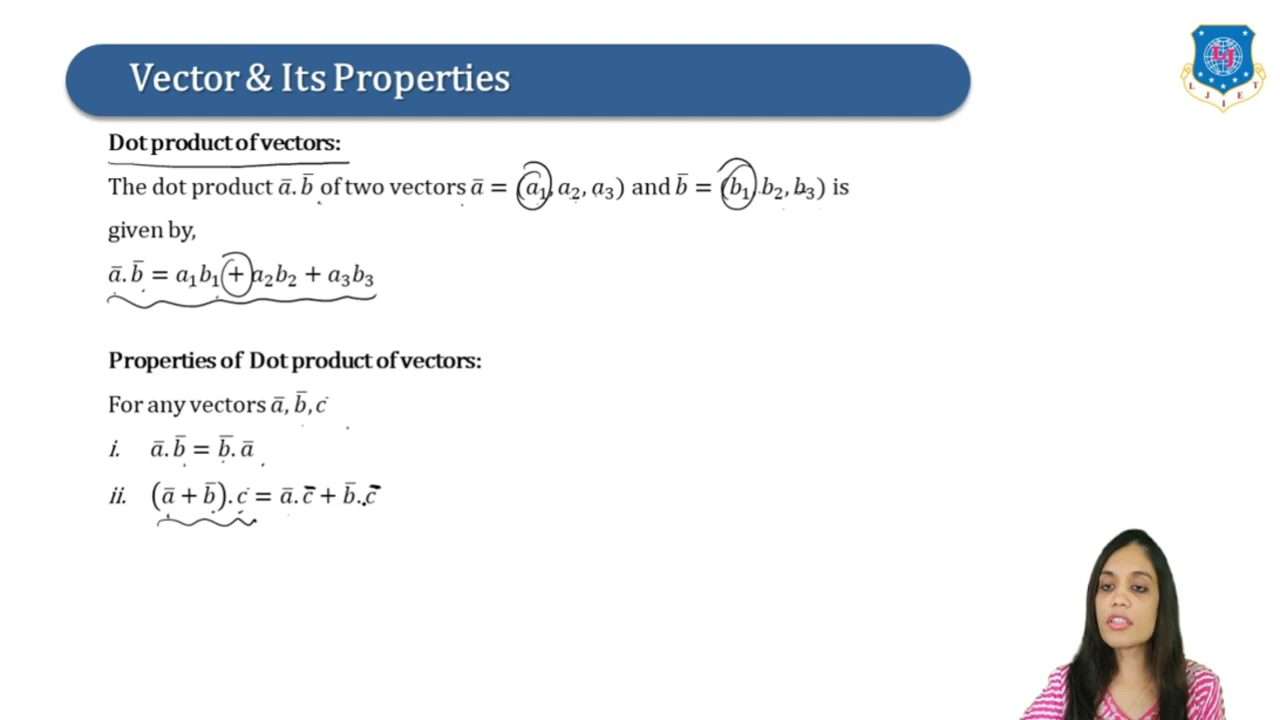 Vector & Its Properties
LJ
L J I E T
Dot product of vectors:
The dot product a̅.b̅ of two vectors a̅ = (a₁, a₂, a₃) and b̅ = (b₁, b₂, b₃) is
given by,
a̅.b̅ = a₁b₁ + a₂b₂ + a₃b₃
Properties of Dot product of vectors:
For any vectors a̅, b̅, c
i. a̅.b̅ = b̅.a̅
ii. (a̅ + b̅).c = a̅.c̅ + b̅.c̅